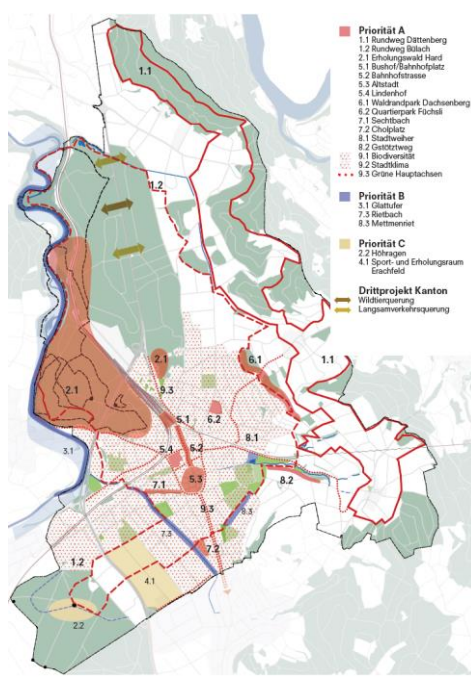 Priorität A
1.1 Rundweg Dättenberg
1.2 Rundweg Bülach
2.1 Erholungswald Hard
5.1 Bushof/Bahnhofplatz
5.2 Bahnhofstrasse
5.3 Altstadt
5.4 Lindenhof
6.1 Waldrandpark Dachsenberg
6.2 Quartierpark Füchsli
7.1 Sechtbach
7.2 Cholplatz
8.1 Stadtweiher
8.2 Gstötztweg
9.1 Biodiversität
9.2 Stadtklima
9.3 Grüne Hauptachsen
Priorität B
3.1 Glattufer
7.3 Rietbach
8.3 Mettmenriet
Priorität C
2.2 Höhragen
4.1 Sport- und Erholungsraum
Erachfeld
Drittprojekt Kanton
Wildtierquerung
Langsamverkehrsquerung
1.1
1.2
2.1
6.1
1.1
9.3
2.1
6.2
5.1
3.1
5.4
5.2
8.1
7.1
5.3
8.2
9.3
8.3
7.3
7.2
1.2
4.1
2.2